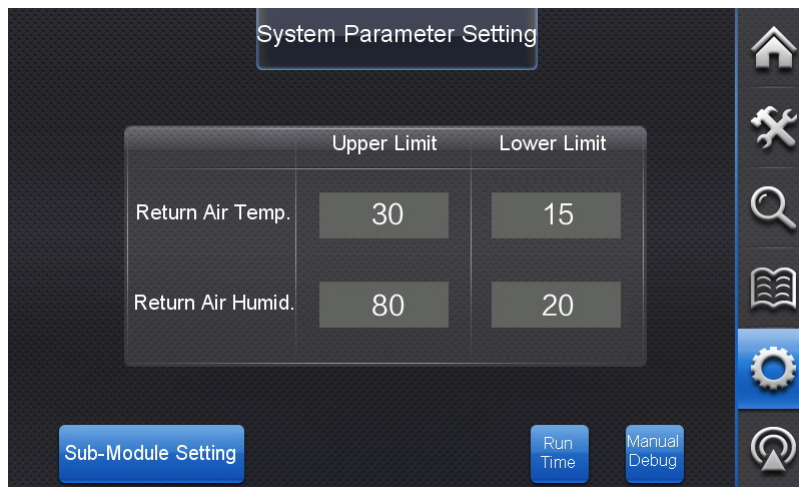 System Parameter Setting
Upper Limit Lower Limit
Return Air Temp. 30 15
Return Air Humid. 80 20
Sub-Module Setting
Run
Time
Manual
Debug